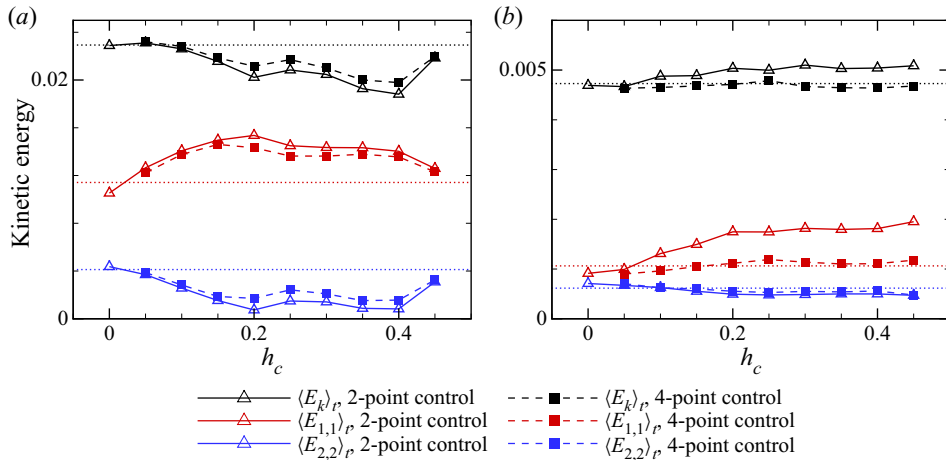 (a)
(b)
Kinetic energy
0.02
0
0.005
0
0 0.2 0.4
0 0.2 0.4
h_c
h_c
⟨E_k⟩_t, 2-point control
⟨E_k⟩_t, 4-point control
⟨E_{1,1}⟩_t, 2-point control
⟨E_{1,1}⟩_t, 4-point control
⟨E_{2,2}⟩_t, 2-point control
⟨E_{2,2}⟩_t, 4-point control